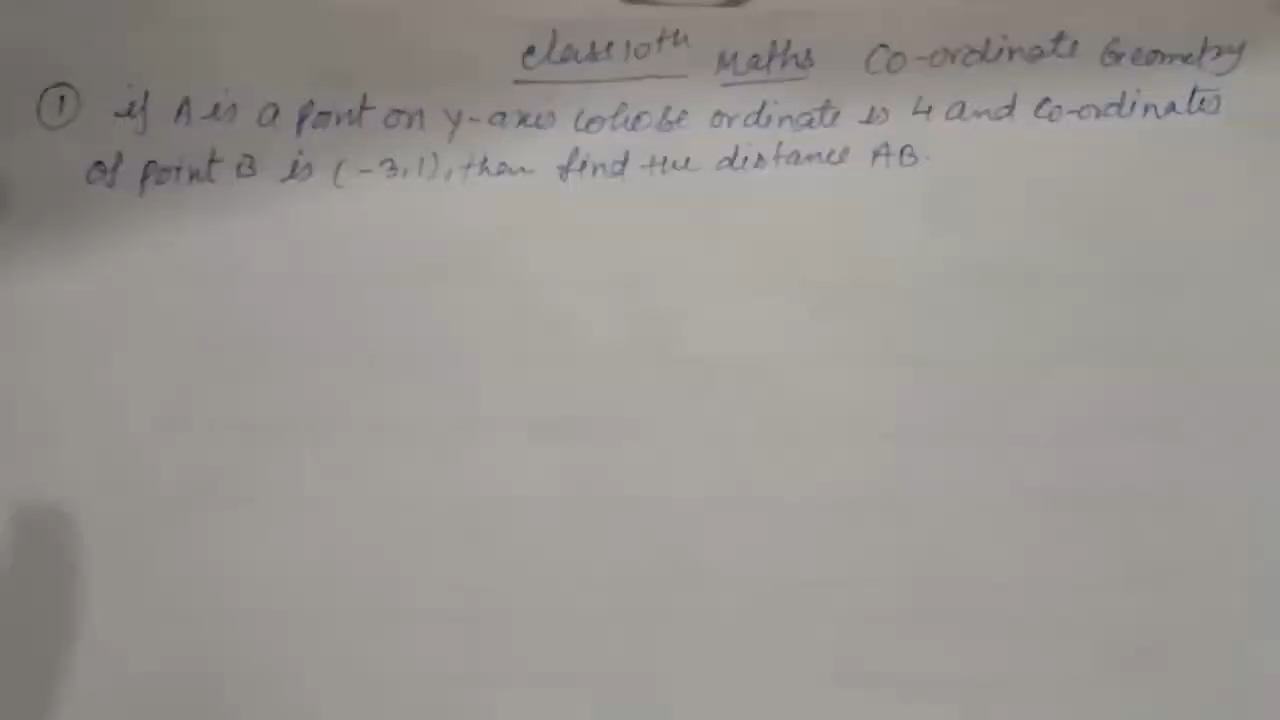 Class 10th Maths Co-ordinate Geometry
① if A is a point on y-axis whose ordinate is 4 and Co-ordinates
of point B is (-3,1), then find the distance AB.